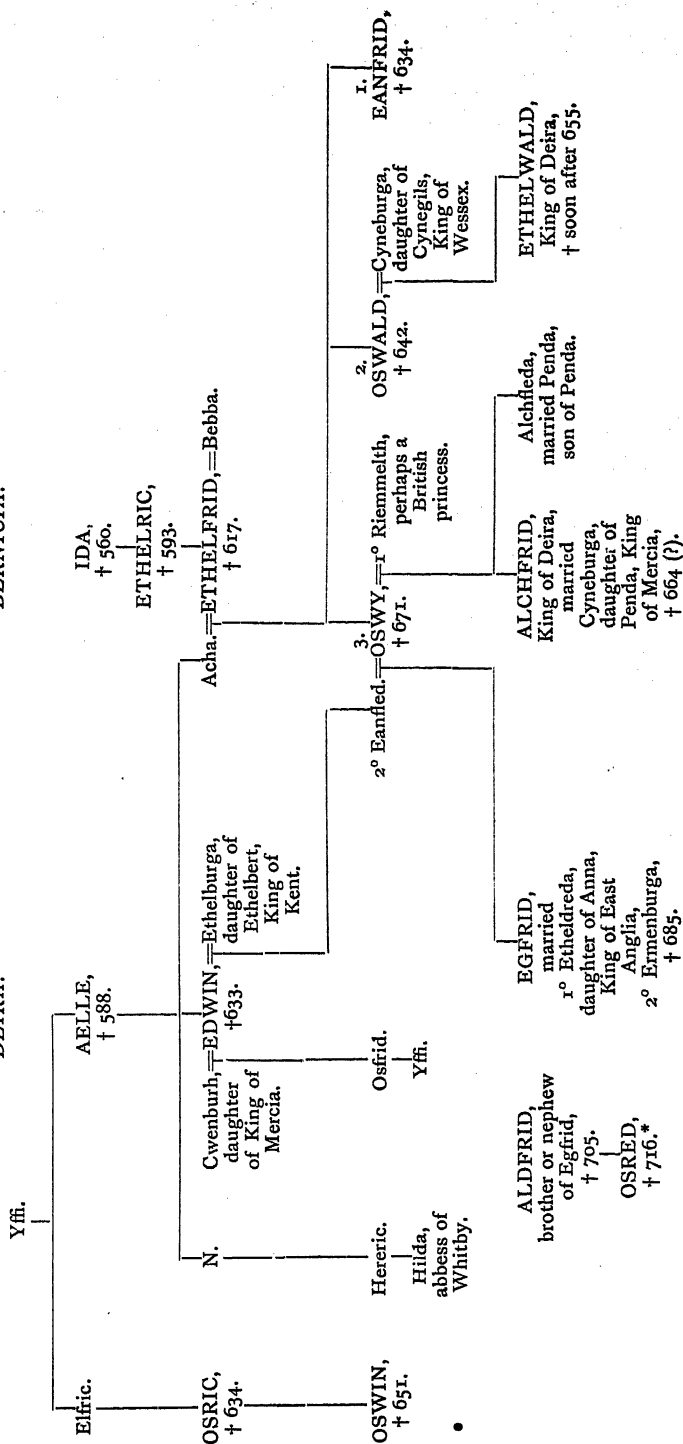 DEIRA.
BERNICIA.
Yffi.
Elfric.
AELLE,
† 588.
IDA,
† 560.
ETHELRIC,
† 593.
OSRIC,
† 634.
N.
Cwenburh,=EDWIN,=Ethelburga,
daughter
of King of
Mercia.
†633.
daughter of
Ethelbert,
King of
Kent.
Acha.=ETHELFRID,=Bebba.
† 617.
OSWIN,
† 651.
Hereric.
Hilda,
abbess of
Whitby.
Osfrid.
Yffi.
2º Eanfled.=OSWY,=1º Riemmelth,
3.
† 671.
perhaps a
British
princess.
2.
OSWALD,=Cyneburga,
† 642.
daughter of
Cynegils,
King of
Wessex.
1.
EANFRID,
† 634.
ALDFRID,
brother or nephew
of Egfrid,
† 705.
OSRED,
† 716.*
EGFRID,
married
1º Etheldreda,
daughter of Anna,
King of East
Anglia,
2º Ermenburga,
† 685.
ALCHFRID,
King of Deira,
married
Cyneburga,
daughter of
Penda, King
of Mercia,
† 664 (?).
Alchfleda,
married Penda,
son of Penda.
ETHELWALD,
King of Deira,
† soon after 655.